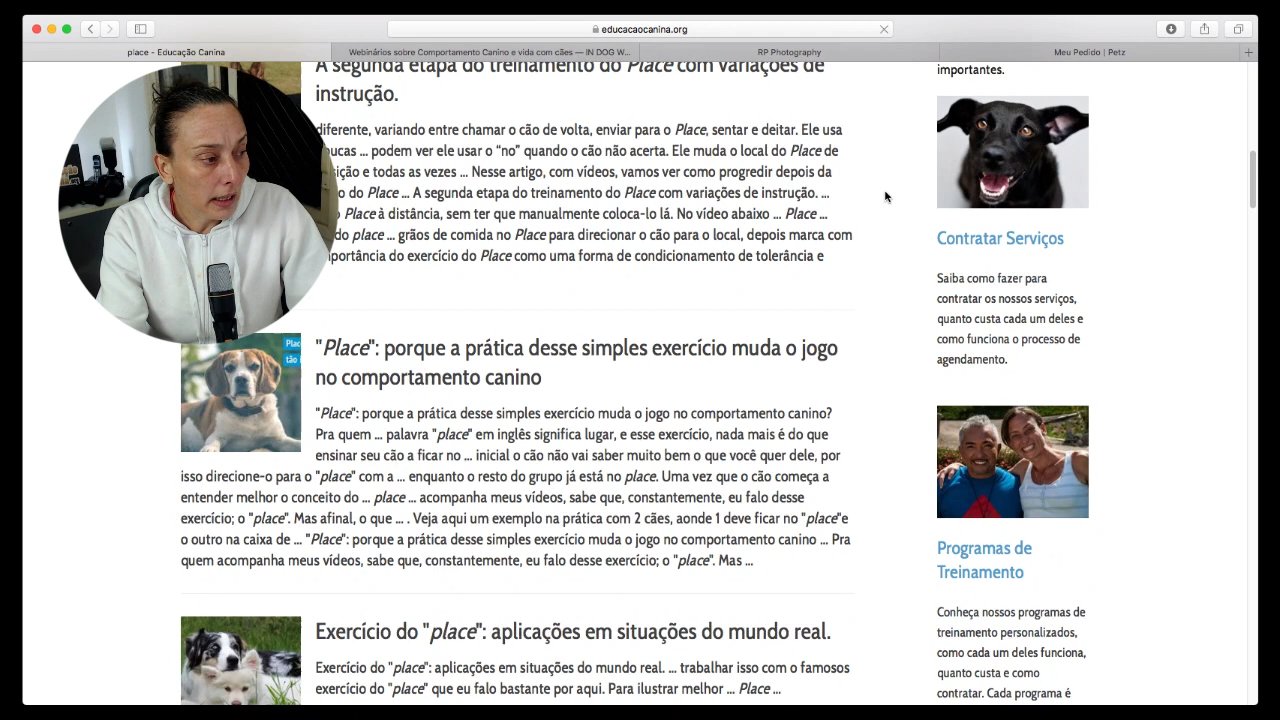 educacaocanina.org
place - Educação Canina
Webinários sobre Comportamento Canino e vida com cães — IN DOG W...
RP Photography
Meu Pedido | Petz
A segunda etapa do treinamento do Place com variações de
instrução.
diferente, variando entre chamar o cão de volta, enviar para o Place, sentar e deitar. Ele usa
... podem ver ele usar o “no” quando o cão não acerta. Ele muda o local do Place de
e todas as vezes ... Nesse artigo, com vídeos, vamos ver como progredir depois da
do Place ... A segunda etapa do treinamento do Place com variações de instrução. ...
Place à distância, sem ter que manualmente coloca-lo lá. No vídeo abaixo ... Place ...
do place ... grãos de comida no Place para direcionar o cão para o local, depois marca com
do exercício do Place como uma forma de condicionamento de tolerância e
"Place": porque a prática desse simples exercício muda o jogo
no comportamento canino
"Place": porque a prática desse simples exercício muda o jogo no comportamento canino?
Pra quem ... palavra "place" em inglês significa lugar, e esse exercício, nada mais é do que
ensinar seu cão a ficar no ... inicial o cão não vai saber muito bem o que você quer dele, por
isso direcione-o para o "place" com a ... enquanto o resto do grupo já está no place. Uma vez que o cão começa a
entender melhor o conceito do ... place ... acompanha meus vídeos, sabe que, constantemente, eu falo desse
exercício; o "place". Mas afinal, o que ... . Veja aqui um exemplo na prática com 2 cães, aonde 1 deve ficar no "place"e
o outro na caixa de ... "Place": porque a prática desse simples exercício muda o jogo no comportamento canino ... Pra
quem acompanha meus vídeos, sabe que, constantemente, eu falo desse exercício; o "place". Mas ...
Exercício do "place": aplicações em situações do mundo real.
Exercício do "place": aplicações em situações do mundo real. ... trabalhar isso com o famosos
exercício do "place" que eu falo bastante por aqui. Para ilustrar melhor ... Place ...
importantes.
Contratar Serviços
Saiba como fazer para
contratar os nossos serviços,
quanto custa cada um deles e
como funciona o processo de
agendamento.
Programas de
Treinamento
Conheça nossos programas de
treinamento personalizados,
como cada um deles funciona,
quanto custa e como
contratar. Cada programa é